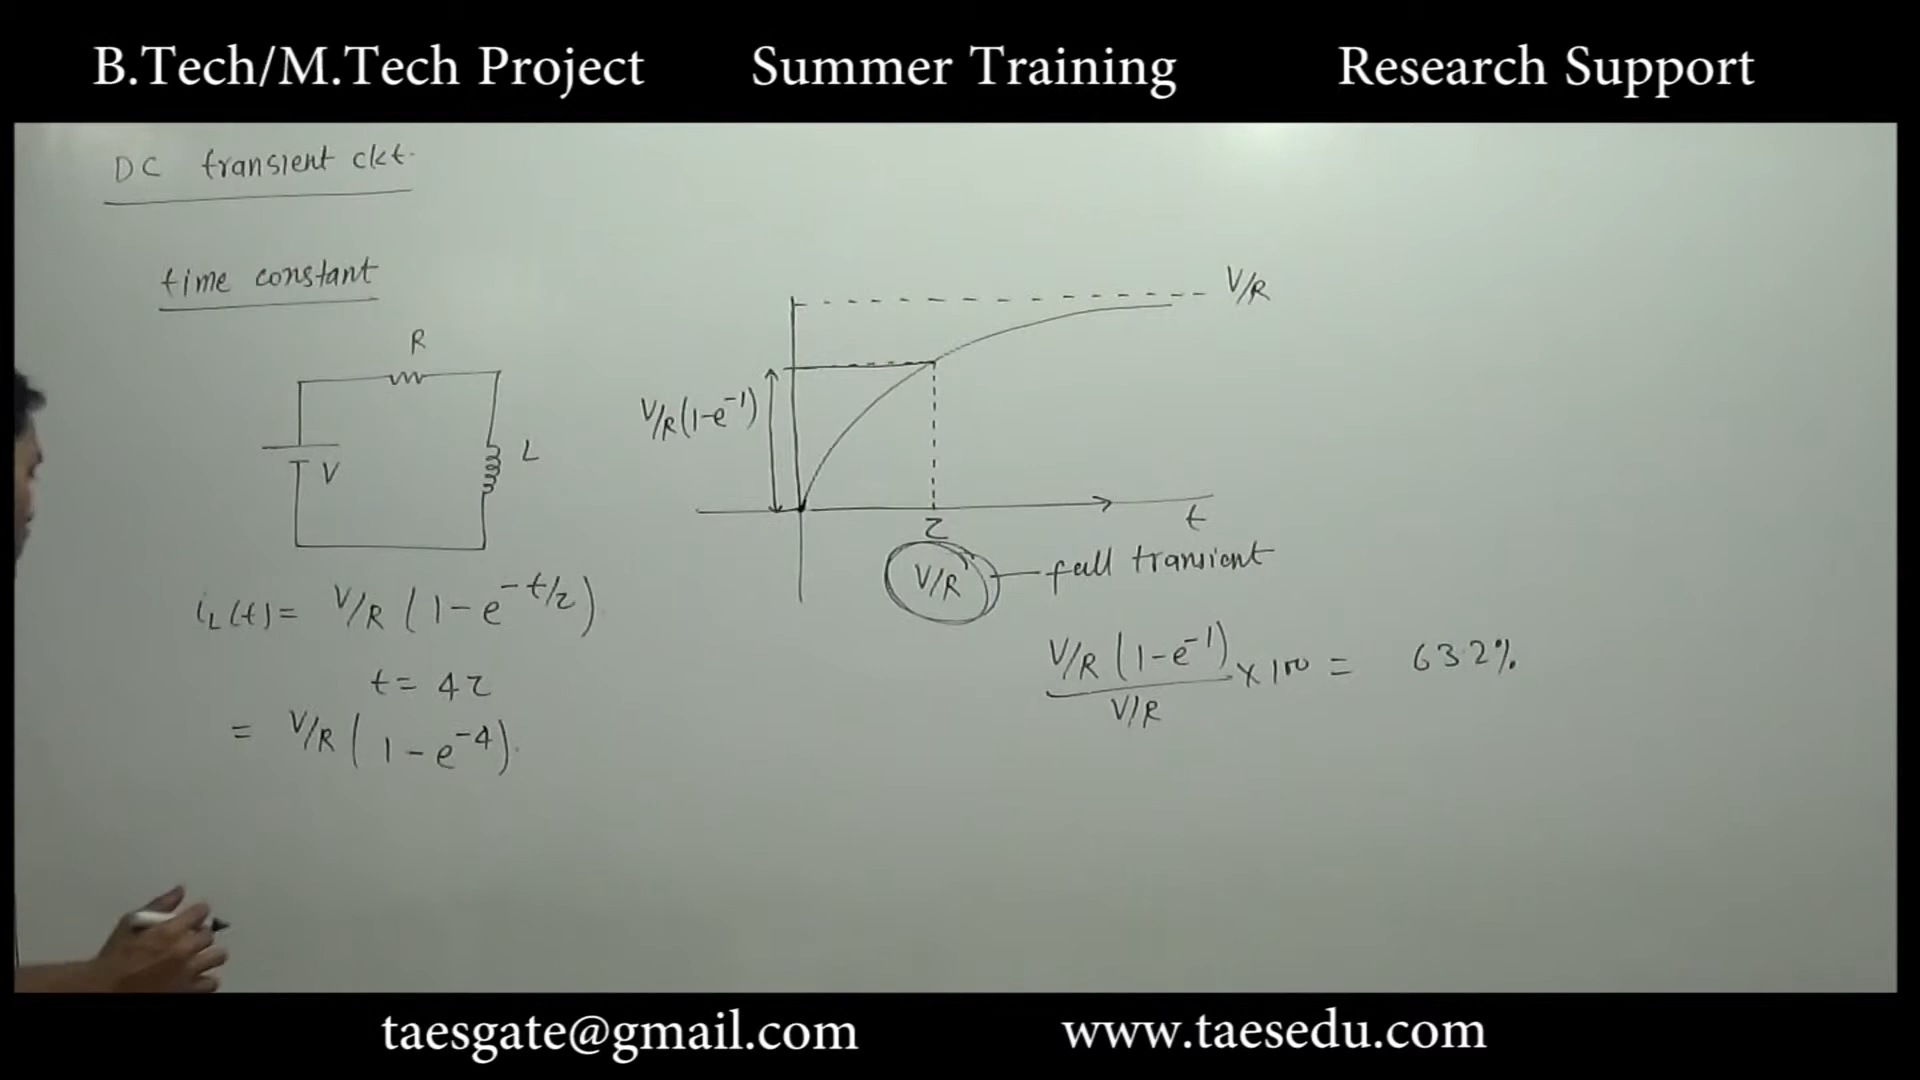 B.Tech/M.Tech Project Summer Training Research Support
DC transient ckt.
time constant
R
V
L
iL(t) = V/R (1 - e^-t/τ)
t = 4τ
= V/R (1 - e^-4).
V/R
V/R(1-e^-1)
τ
t
V/R — full transient
V/R (1-e^-1) / V/R × 100 = 63.2%
taesgate@gmail.com www.taesedu.com